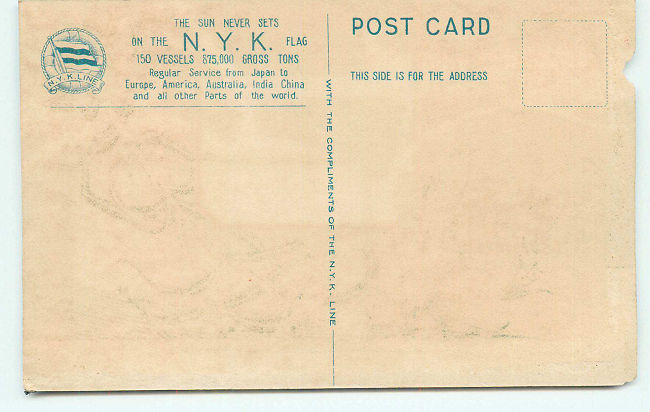 THE SUN NEVER SETS
ON THE N. Y. K. FLAG
150 VESSELS 875,000 GROSS TONS
Regular Service from Japan to
Europe, America, Australia, India China
and all other Parts of the world.
N. Y. K. LINE
WITH THE COMPLIMENTS OF THE N. Y. K. LINE
POST CARD
THIS SIDE IS FOR THE ADDRESS